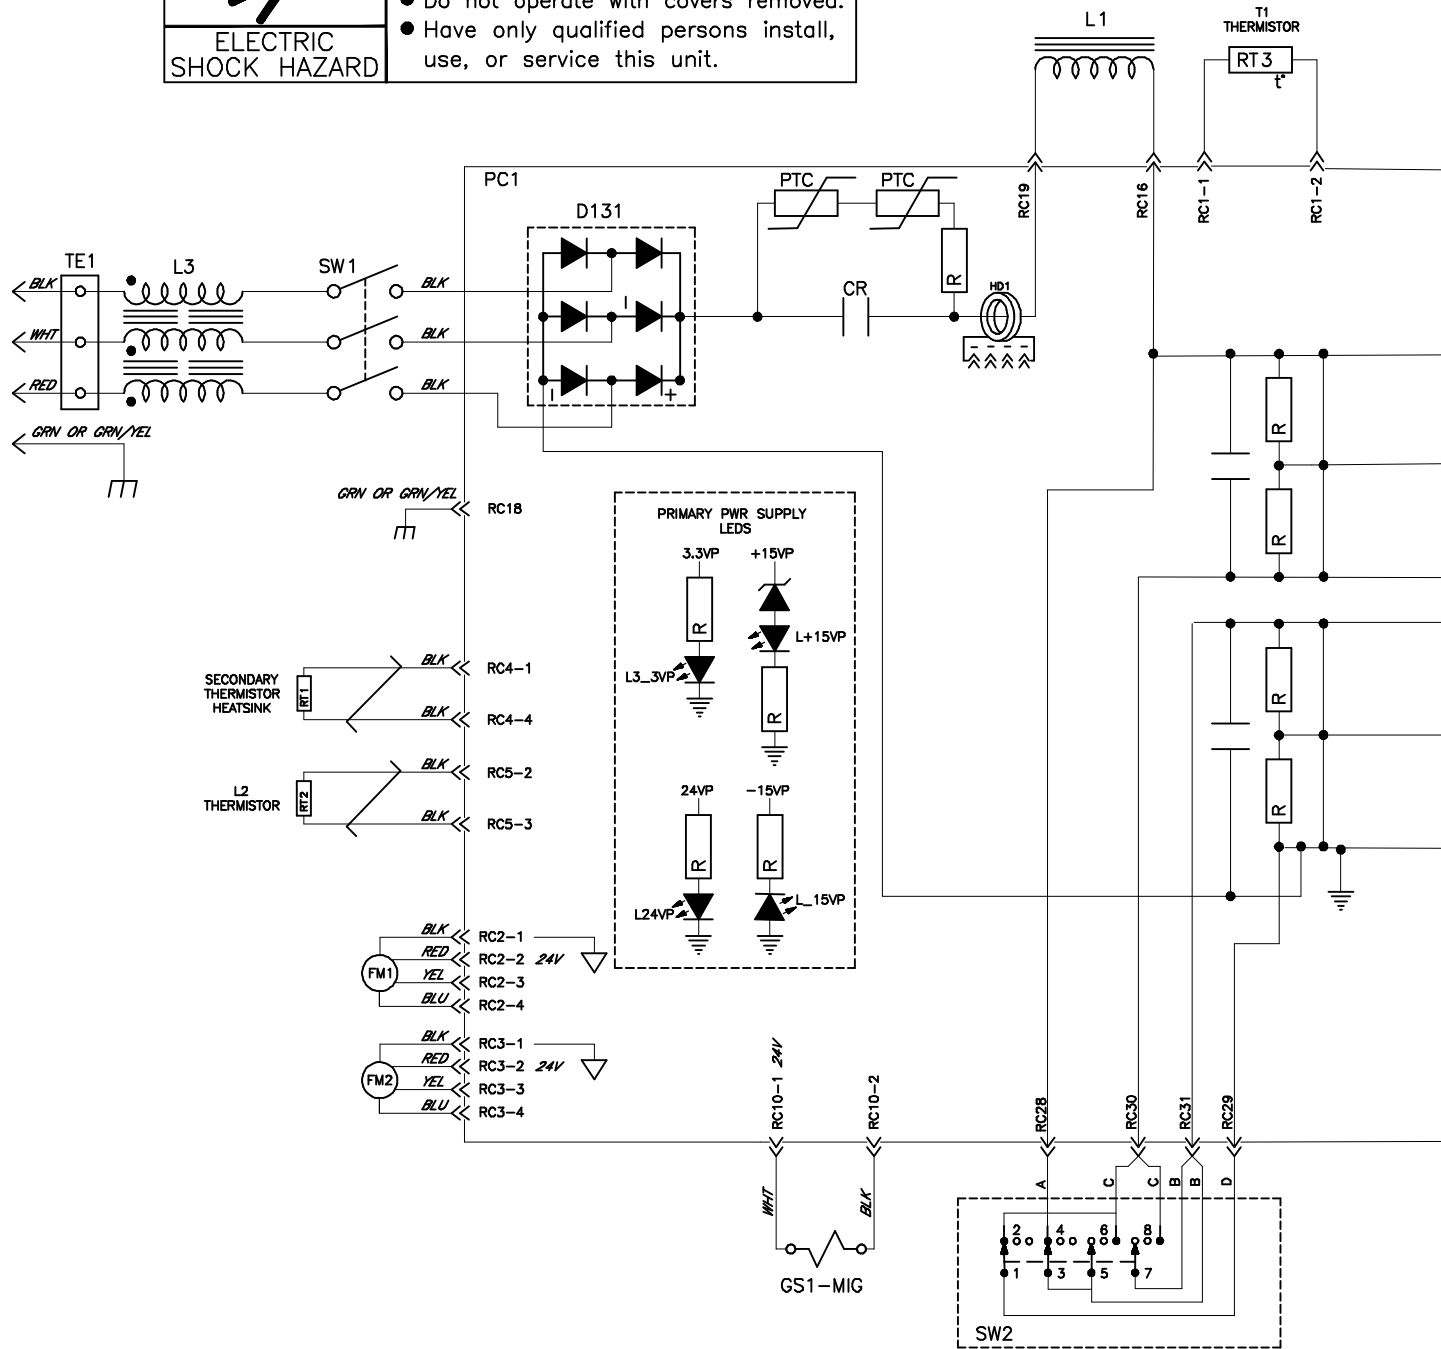 ● Do not operate with covers removed.
● Have only qualified persons install,
use, or service this unit.
ELECTRIC
SHOCK HAZARD
L1
T1
THERMISTOR
RT3
t°
PC1
PTC
PTC
RC19
RC16
RC1-1
RC1-2
D131
TE1
L3
SW1
BLK
BLK
R
CR
HD1
- - - -
WHT
BLK
RED
BLK
- +
GRN OR GRN/YEL
R
GRN OR GRN/YEL
RC18
R
PRIMARY PWR SUPPLY
LEDS
3.3VP
+15VP
R
L+15VP
L3_3VP
R
SECONDARY
THERMISTOR
HEATSINK
RT1
BLK
RC4-1
BLK
RC4-4
R
L2
THERMISTOR
RT2
BLK
RC5-2
BLK
RC5-3
24VP
-15VP
R
R
R
L24VP
L_15VP
FM1
BLK
RC2-1
RED
RC2-2 24V
YEL
RC2-3
BLU
RC2-4
FM2
BLK
RC3-1
RED
RC3-2 24V
YEL
RC3-3
BLU
RC3-4
RC10-1 24V
RC10-2
RC28
RC30
RC31
RC29
WHT
BLK
A
C
C
B
B
D
2 4 6 8
1 3 5 7
GS1-MIG
SW2